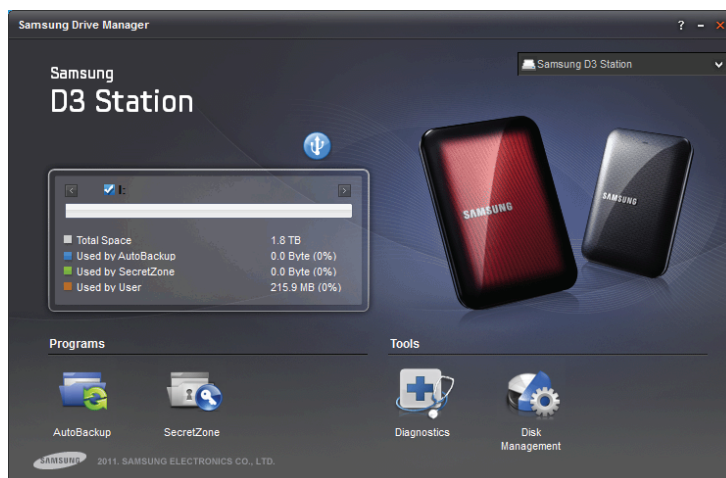 Samsung Drive Manager
? –
Samsung D3 Station
Samsung
D3 Station
I:
Total Space 1.8 TB
Used by AutoBackup 0.0 Byte (0%)
Used by SecretZone 0.0 Byte (0%)
Used by User 215.9 MB (0%)
SAMSUNG
SAMSUNG
Programs
Tools
AutoBackup
SecretZone
Diagnostics
Disk
Management
SAMSUNG 2011. SAMSUNG ELECTRONICS CO., LTD.